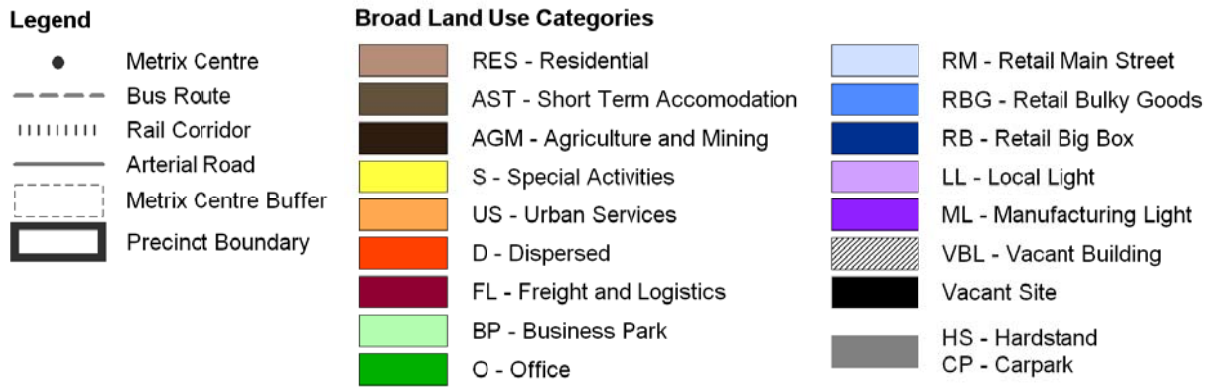 Legend
Metrix Centre
Bus Route
Rail Corridor
Arterial Road
Metrix Centre Buffer
Precinct Boundary
Broad Land Use Categories
RES - Residential
AST - Short Term Accomodation
AGM - Agriculture and Mining
S - Special Activities
US - Urban Services
D - Dispersed
FL - Freight and Logistics
BP - Business Park
O - Office
RM - Retail Main Street
RBG - Retail Bulky Goods
RB - Retail Big Box
LL - Local Light
ML - Manufacturing Light
VBL - Vacant Building
Vacant Site
HS - Hardstand
CP - Carpark